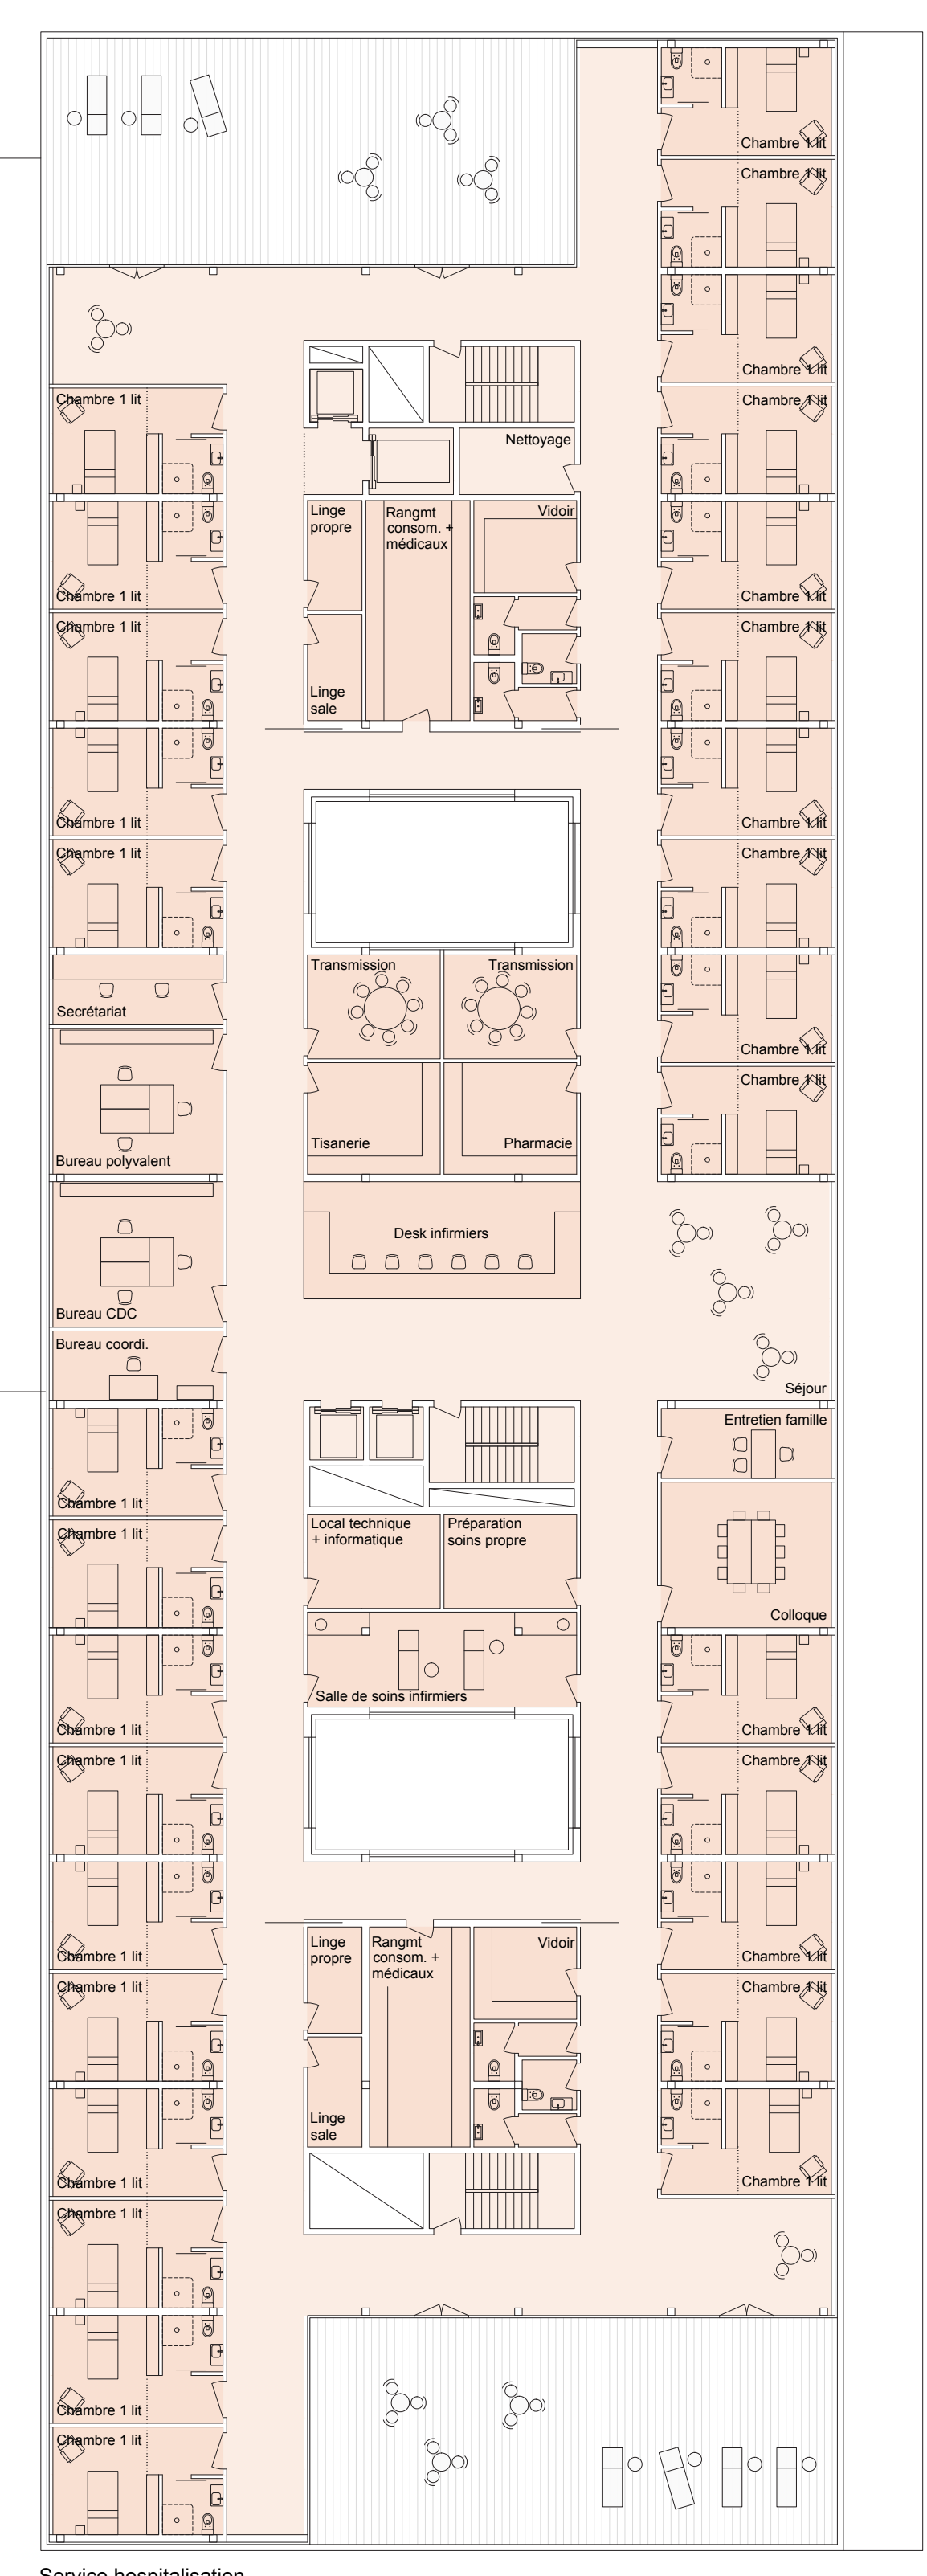 Chambre 1 lit
Chambre 1 lit
Chambre 1 lit
Chambre 1 lit
Chambre 1 lit
Nettoyage
Linge
propre
Rangmt
consom. +
médicaux
Vidoir
Chambre 1 lit
Chambre 1 lit
Chambre 1 lit
Chambre 1 lit
Linge
sale
Chambre 1 lit
Chambre 1 lit
Chambre 1 lit
Chambre 1 lit
Transmission
Transmission
Secrétariat
Chambre 1 lit
Chambre 1 lit
Tisanerie
Pharmacie
Bureau polyvalent
Desk infirmiers
Bureau CDC
Bureau coordi.
Séjour
Entretien famille
Chambre 1 lit
Local technique
+ informatique
Préparation
soins propre
Chambre 1 lit
Colloque
Salle de soins infirmiers
Chambre 1 lit
Chambre 1 lit
Chambre 1 lit
Chambre 1 lit
Linge
propre
Rangmt
consom. +
médicaux
Vidoir
Chambre 1 lit
Chambre 1 lit
Chambre 1 lit
Chambre 1 lit
Linge
sale
Chambre 1 lit
Chambre 1 lit
Chambre 1 lit
Chambre 1 lit
Chambre 1 lit
Service hospitalisation